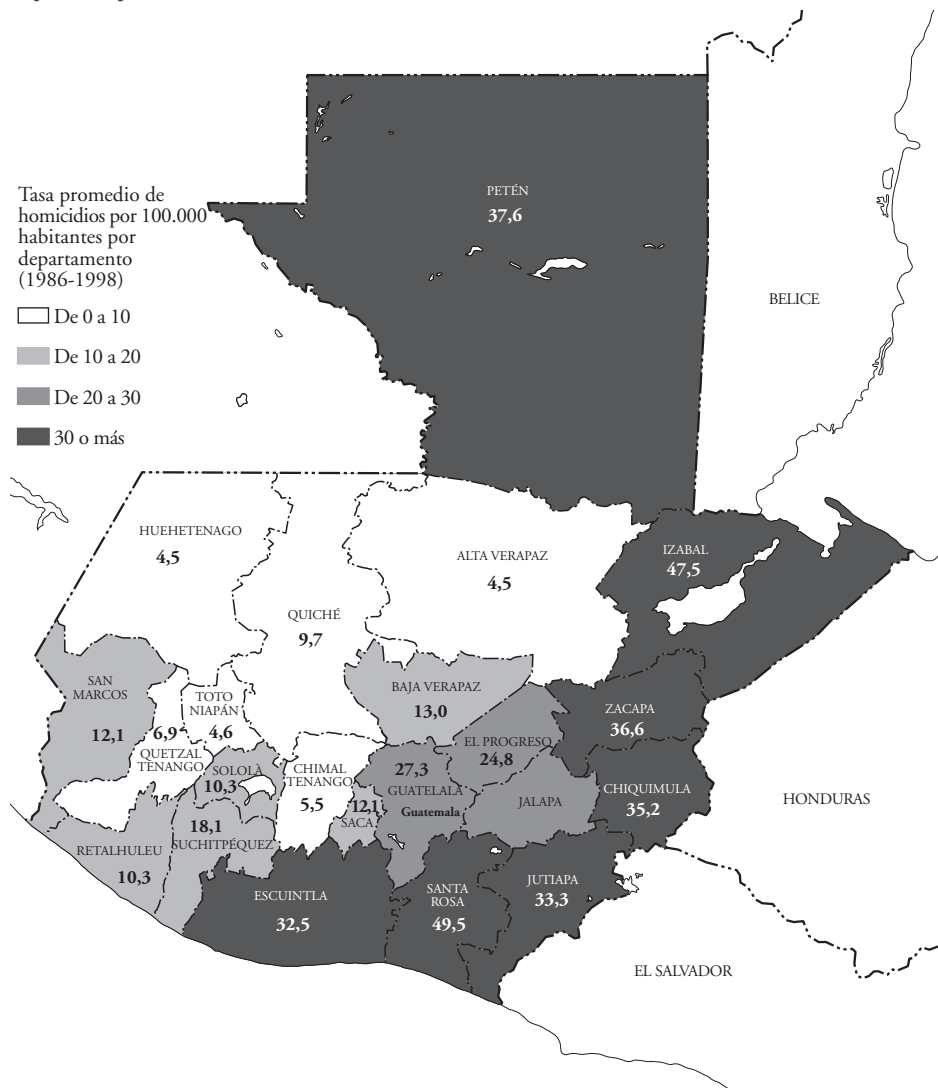 Tasa promedio de
homicidios por 100.000
habitantes por
departamento
(1986-1998)
De 0 a 10
De 10 a 20
De 20 a 30
30 o más
PETÉN
37,6
BELICE
HUEHETENAGO
4,5
ALTA VERAPAZ
4,5
IZABAL
47,5
QUICHÉ
9,7
SAN
MARCOS
12,1
TOTO
NIAPÁN
4,6
6,9
QUETZAL
TENANGO
BAJA VERAPAZ
13,0
ZACAPA
36,6
EL PROGRESO
24,8
SOLOLÀ
10,3
CHIMAL
TENANGO
5,5
27,3
GUATELALA
Guatemala
12,1
SACA
JALAPA
CHIQUIMULA
35,2
HONDURAS
18,1
SUCHITPÉQUEZ
RETALHULEU
10,3
ESCUINTLA
32,5
SANTA
ROSA
49,5
JUTIAPA
33,3
EL SALVADOR